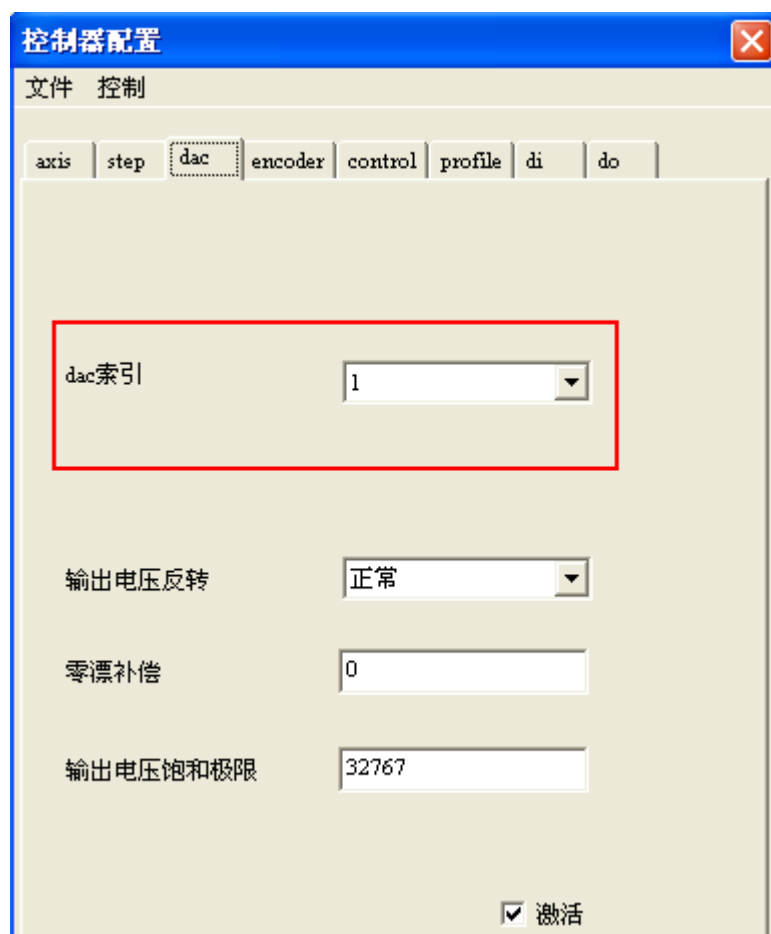 控制器配置
文件 控制
axis step dac encoder control profile di do
dac索引 1
输出电压反转 正常
零漂补偿 0
输出电压饱和极限 32767
激活